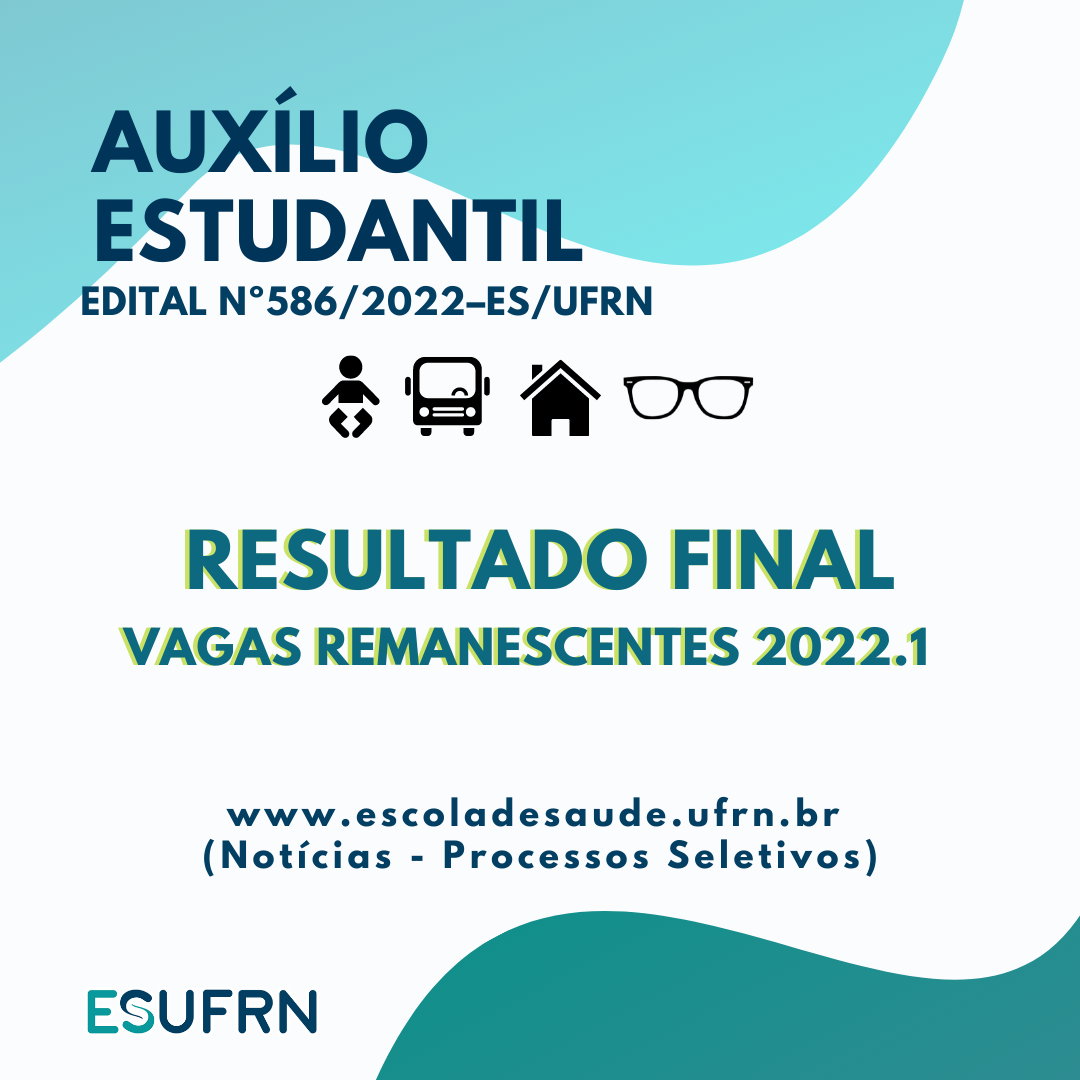 AUXÍLIO
ESTUDANTIL
EDITAL Nº586/2022–ES/UFRN
RESULTADO FINAL
VAGAS REMANESCENTES 2022.1
www.escoladesaude.ufrn.br
(Notícias - Processos Seletivos)
ESUFRN